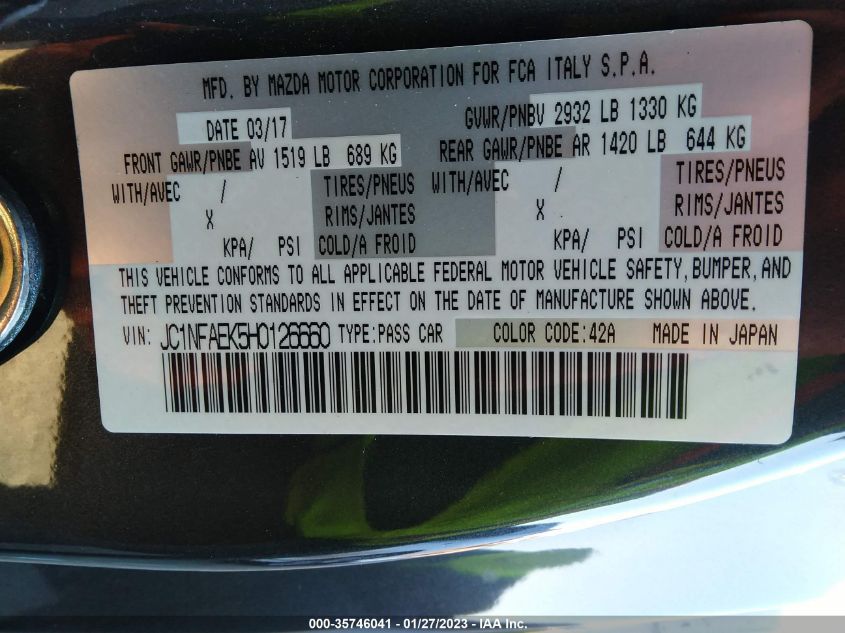 MFD. BY MAZDA MOTOR CORPORATION FOR FCA ITALY S.P.A.
DATE 03/17 GVWR/PNBV 2932 LB 1330 KG
FRONT GAWR/PNBE AV 1519 LB 689 KG REAR GAWR/PNBE AR 1420 LB 644 KG
WITH/AVEC / TIRES/PNEUS WITH/AVEC / TIRES/PNEUS
X RIMS/JANTES X RIMS/JANTES
KPA/ PSI COLD/A FROID KPA/ PSI COLD/A FROID
THIS VEHICLE CONFORMS TO ALL APPLICABLE FEDERAL MOTOR VEHICLE SAFETY, BUMPER, AND
THEFT PREVENTION STANDARDS IN EFFECT ON THE DATE OF MANUFACTURE SHOWN ABOVE.
VIN: JC1NFAEK5H0126660 TYPE:PASS CAR COLOR CODE:42A MADE IN JAPAN
000-35746041 - 01/27/2023 - IAA Inc.